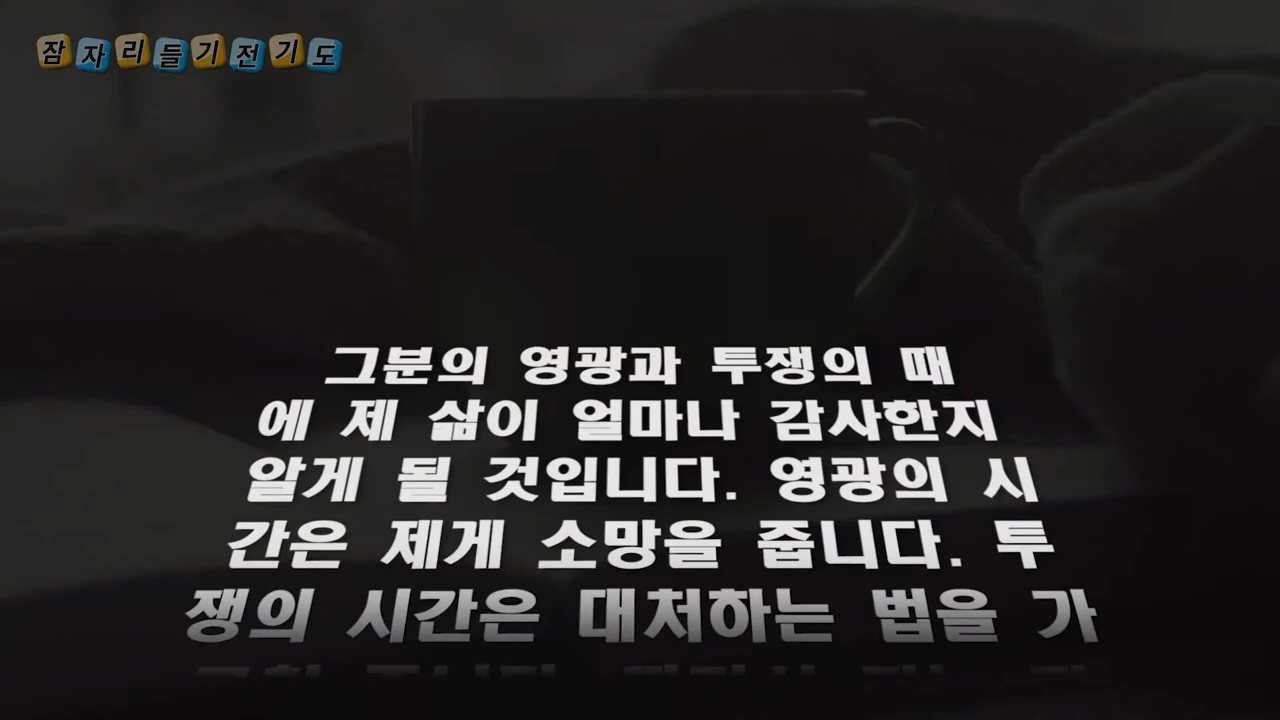 잠자리들기전기도
그분의 영광과 투쟁의 때
에 제 삶이 얼마나 감사한지
알게 될 것입니다. 영광의 시
간은 제게 소망을 줍니다. 투
쟁의 시간은 대처하는 법을 가